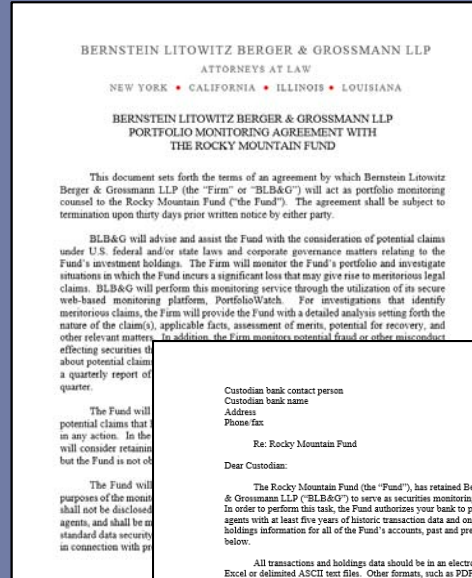 BERNSTEIN LITOWITZ BERGER & GROSSMANN LLP
ATTORNEYS AT LAW
NEW YORK • CALIFORNIA • ILLINOIS • LOUISIANA
BERNSTEIN LITOWITZ BERGER & GROSSMANN LLP
PORTFOLIO MONITORING AGREEMENT WITH
THE ROCKY MOUNTAIN FUND
This document sets forth the terms of an agreement by which Bernstein Litowitz
Berger & Grossmann LLP (the "Firm" or "BLB&G") will act as portfolio monitoring
counsel to the Rocky Mountain Fund ("the Fund"). The agreement shall be subject to
termination upon thirty days prior written notice by either party.
BLB&G will advise and assist the Fund with the consideration of potential claims
under U.S. federal and/or state laws and corporate governance matters relating to the
Fund's investment holdings. The Firm will monitor the Fund's portfolio and investigate
situations in which the Fund incurs a significant loss that may give rise to meritorious legal
claims. BLB&G will perform this monitoring service through the utilization of its secure
web-based monitoring platform, PortfolioWatch. For investigations that identify
meritorious claims, the Firm will provide the Fund with a detailed analysis setting forth the
nature of the claim(s), applicable facts, assessment of merits, potential for recovery, and
other relevant matters. In addition, the Firm monitors potential fraud or other misconduct
effecting securities th
about potential claims
a quarterly report of
quarter.
The Fund will
potential claims that
in any action. In the
will consider retainin
but the Fund is not ob
The Fund will
purposes of the monit
shall not be disclosed
agents, and shall be m
standard data security
in connection with pr
Custodian bank contact person
Custodian bank name
Address
Phone/fax
Re: Rocky Mountain Fund
Dear Custodian:
The Rocky Mountain Fund (the "Fund"), has retained Be
& Grossmann LLP ("BLB&G") to serve as securities monitoring
In order to perform this task, the Fund authorizes your bank to p
agents with at least five years of historic transaction data and on
holdings information for all of the Fund's accounts, past and pre
below.
All transactions and holdings data should be in an electr
Excel or delimited ASCII text files. Other formats, such as PDF